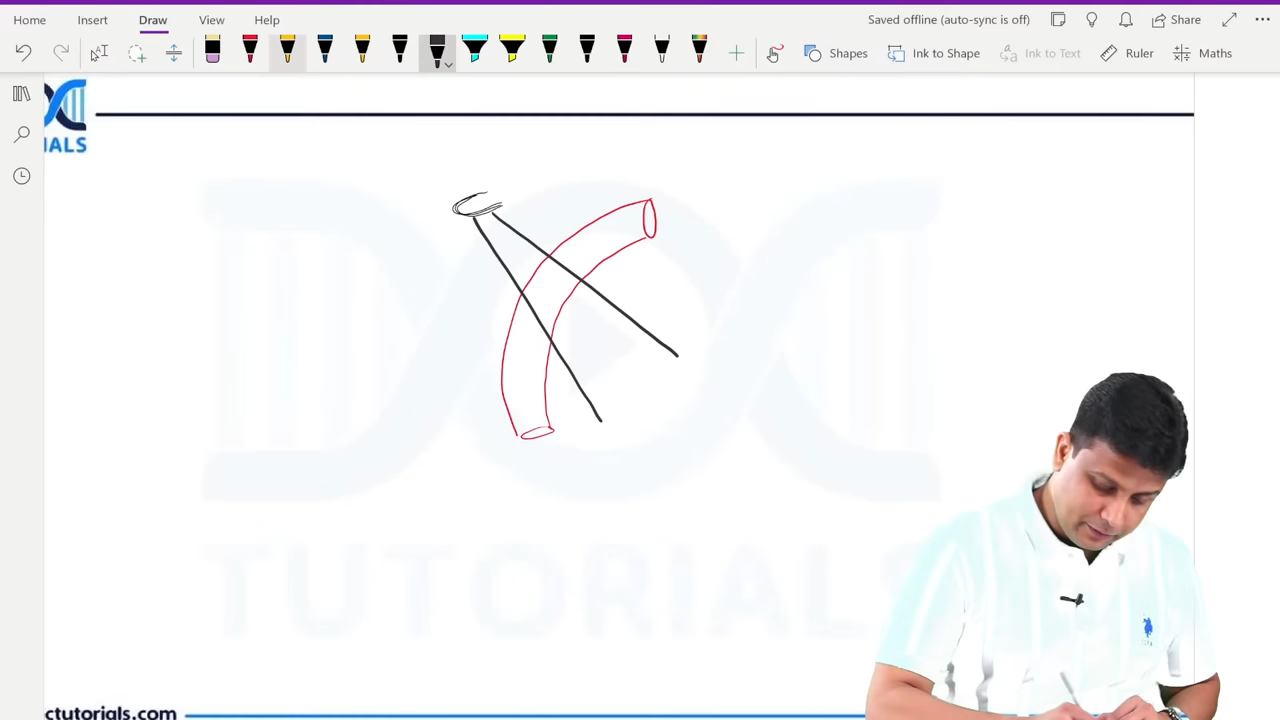 Home Insert Draw View Help Saved offline (auto-sync is off) Share
Shapes Ink to Shape Ink to Text Ruler Maths
IALS
TUTORIALS
ctutorials.com